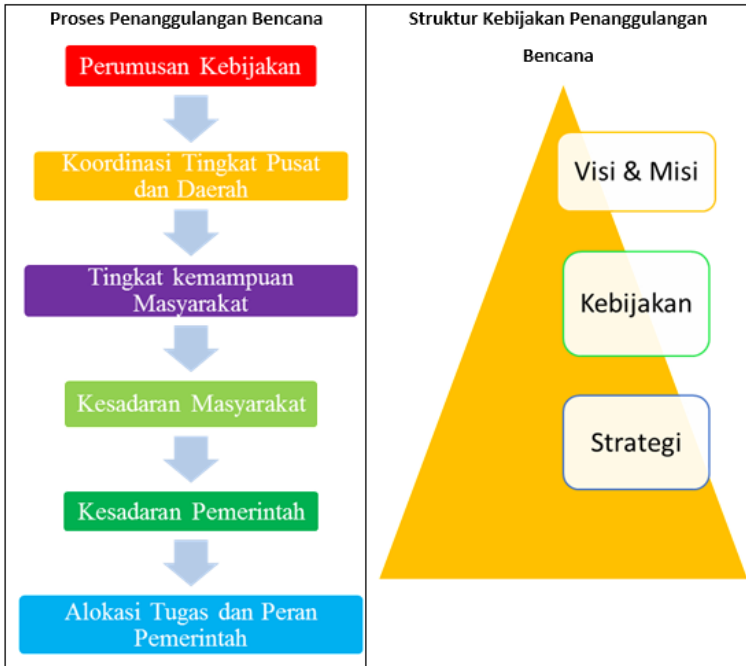 Proses Penanggulangan Bencana
Perumusan Kebijakan
Koordinasi Tingkat Pusat
dan Daerah
Tingkat kemampuan
Masyarakat
Kesadaran Masyarakat
Kesadaran Pemerintah
Alokasi Tugas dan Peran
Pemerintah
Struktur Kebijakan Penanggulangan
Bencana
Visi & Misi
Kebijakan
Strategi